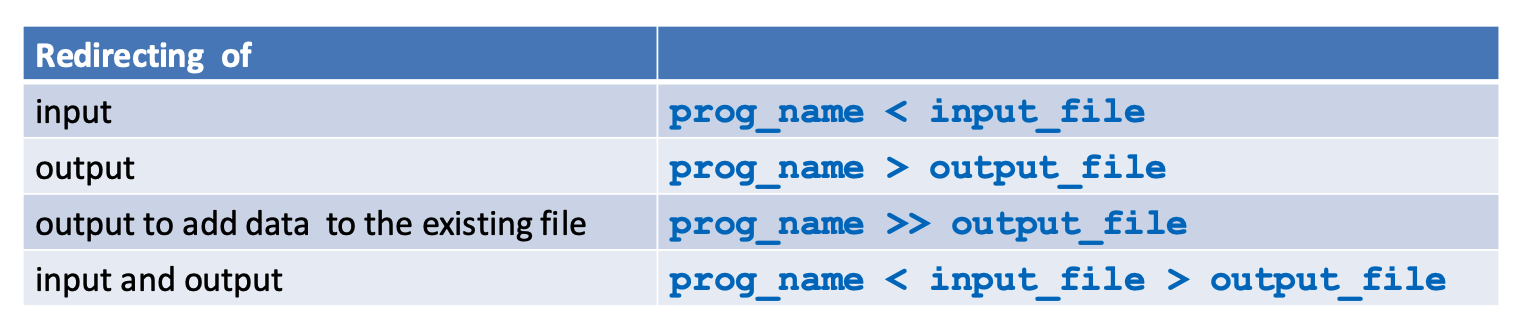 Redirecting of
input prog_name < input_file
output prog_name > output_file
output to add data to the existing file prog_name >> output_file
input and output prog_name < input_file > output_file